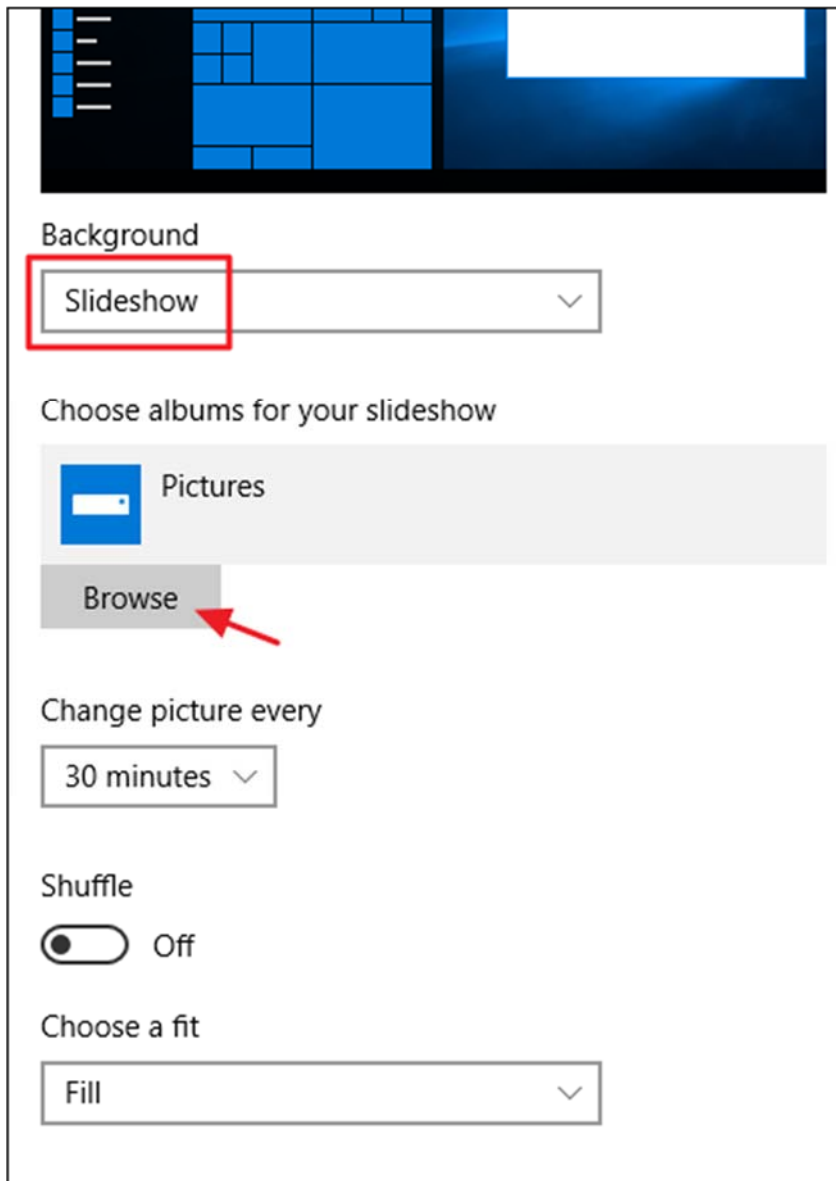 Background
Slideshow
Choose albums for your slideshow
Pictures
Browse
Change picture every
30 minutes
Shuffle
Off
Choose a fit
Fill